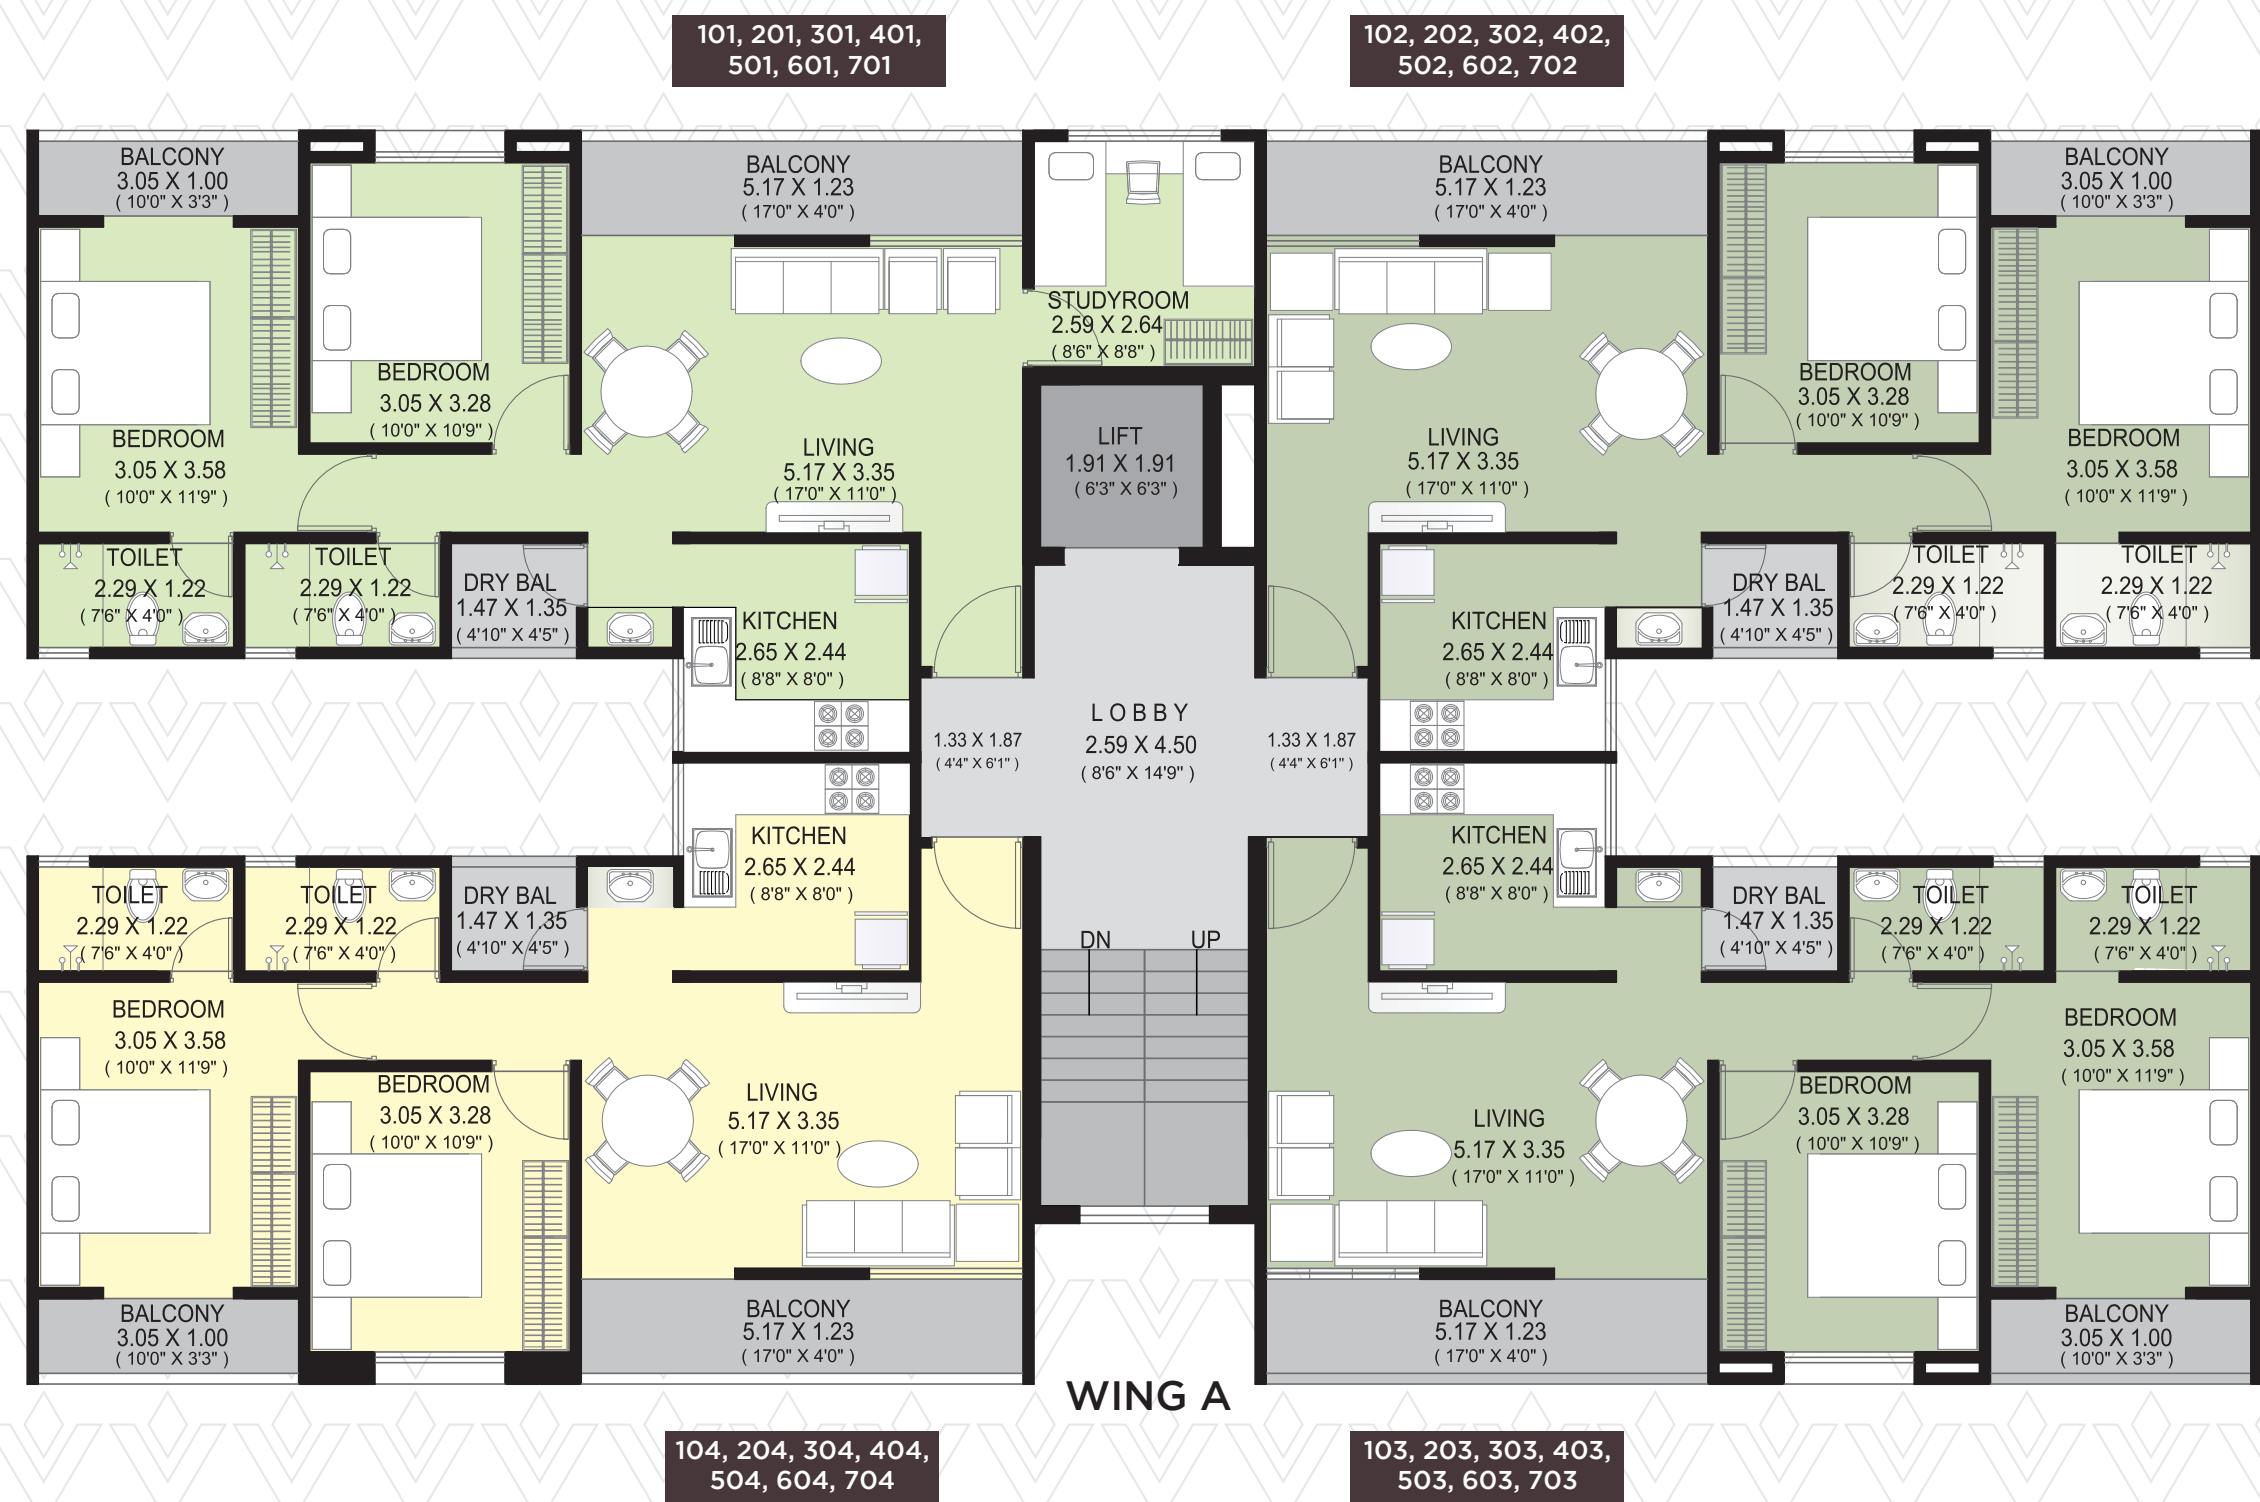 101, 201, 301, 401,
501, 601, 701
102, 202, 302, 402,
502, 602, 702
BALCONY
3.05 X 1.00
( 10'0" X 3'3" )
BALCONY
5.17 X 1.23
( 17'0" X 4'0" )
BALCONY
5.17 X 1.23
( 17'0" X 4'0" )
BALCONY
3.05 X 1.00
( 10'0" X 3'3" )
STUDYROOM
2.59 X 2.64
( 8'6" X 8'8" )
BEDROOM
3.05 X 3.28
( 10'0" X 10'9" )
BEDROOM
3.05 X 3.28
( 10'0" X 10'9" )
BEDROOM
3.05 X 3.58
( 10'0" X 11'9" )
LIVING
5.17 X 3.35
( 17'0" X 11'0" )
LIFT
1.91 X 1.91
( 6'3" X 6'3" )
LIVING
5.17 X 3.35
( 17'0" X 11'0" )
BEDROOM
3.05 X 3.58
( 10'0" X 11'9" )
TOILET
2.29 X 1.22
( 7'6" X 4'0" )
TOILET
2.29 X 1.22
( 7'6" X 4'0" )
DRY BAL
1.47 X 1.35
( 4'10" X 4'5" )
KITCHEN
2.65 X 2.44
( 8'8" X 8'0" )
KITCHEN
2.65 X 2.44
( 8'8" X 8'0" )
DRY BAL
1.47 X 1.35
( 4'10" X 4'5" )
TOILET
2.29 X 1.22
( 7'6" X 4'0" )
TOILET
2.29 X 1.22
( 7'6" X 4'0" )
1.33 X 1.87
( 4'4" X 6'1" )
LOBBY
2.59 X 4.50
( 8'6" X 14'9" )
1.33 X 1.87
( 4'4" X 6'1" )
TOILET
2.29 X 1.22
( 7'6" X 4'0" )
TOILET
2.29 X 1.22
( 7'6" X 4'0" )
DRY BAL
1.47 X 1.35
( 4'10" X 4'5" )
KITCHEN
2.65 X 2.44
( 8'8" X 8'0" )
KITCHEN
2.65 X 2.44
( 8'8" X 8'0" )
DRY BAL
1.47 X 1.35
( 4'10" X 4'5" )
TOILET
2.29 X 1.22
( 7'6" X 4'0" )
TOILET
2.29 X 1.22
( 7'6" X 4'0" )
DN UP
BEDROOM
3.05 X 3.58
( 10'0" X 11'9" )
BEDROOM
3.05 X 3.28
( 10'0" X 10'9" )
LIVING
5.17 X 3.35
( 17'0" X 11'0" )
LIVING
5.17 X 3.35
( 17'0" X 11'0" )
BEDROOM
3.05 X 3.28
( 10'0" X 10'9" )
BEDROOM
3.05 X 3.58
( 10'0" X 11'9" )
BALCONY
3.05 X 1.00
( 10'0" X 3'3" )
BALCONY
5.17 X 1.23
( 17'0" X 4'0" )
BALCONY
5.17 X 1.23
( 17'0" X 4'0" )
BALCONY
3.05 X 1.00
( 10'0" X 3'3" )
WING A
104, 204, 304, 404,
504, 604, 704
103, 203, 303, 403,
503, 603, 703